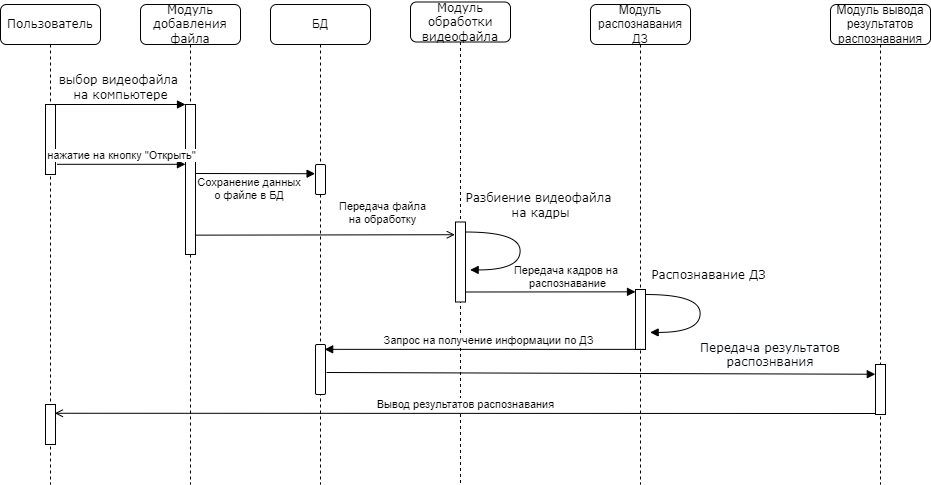 Пользователь
Модуль
добавления
файла
БД
Модуль
обработки
видеофайла
Модуль
распознавания
ДЗ
Модуль вывода
результатов
распознавания
выбор видеофайла
на компьютере
нажатие на кнопку "Открыть"
Сохранение данных
о файле в БД
Передача файла
на обработку
Разбиение видеофайла
на кадры
Передача кадров на
распознавание
Распознавание ДЗ
Запрос на получение информации по ДЗ
Передача результатов
распознвания
Вывод результатов распознавания